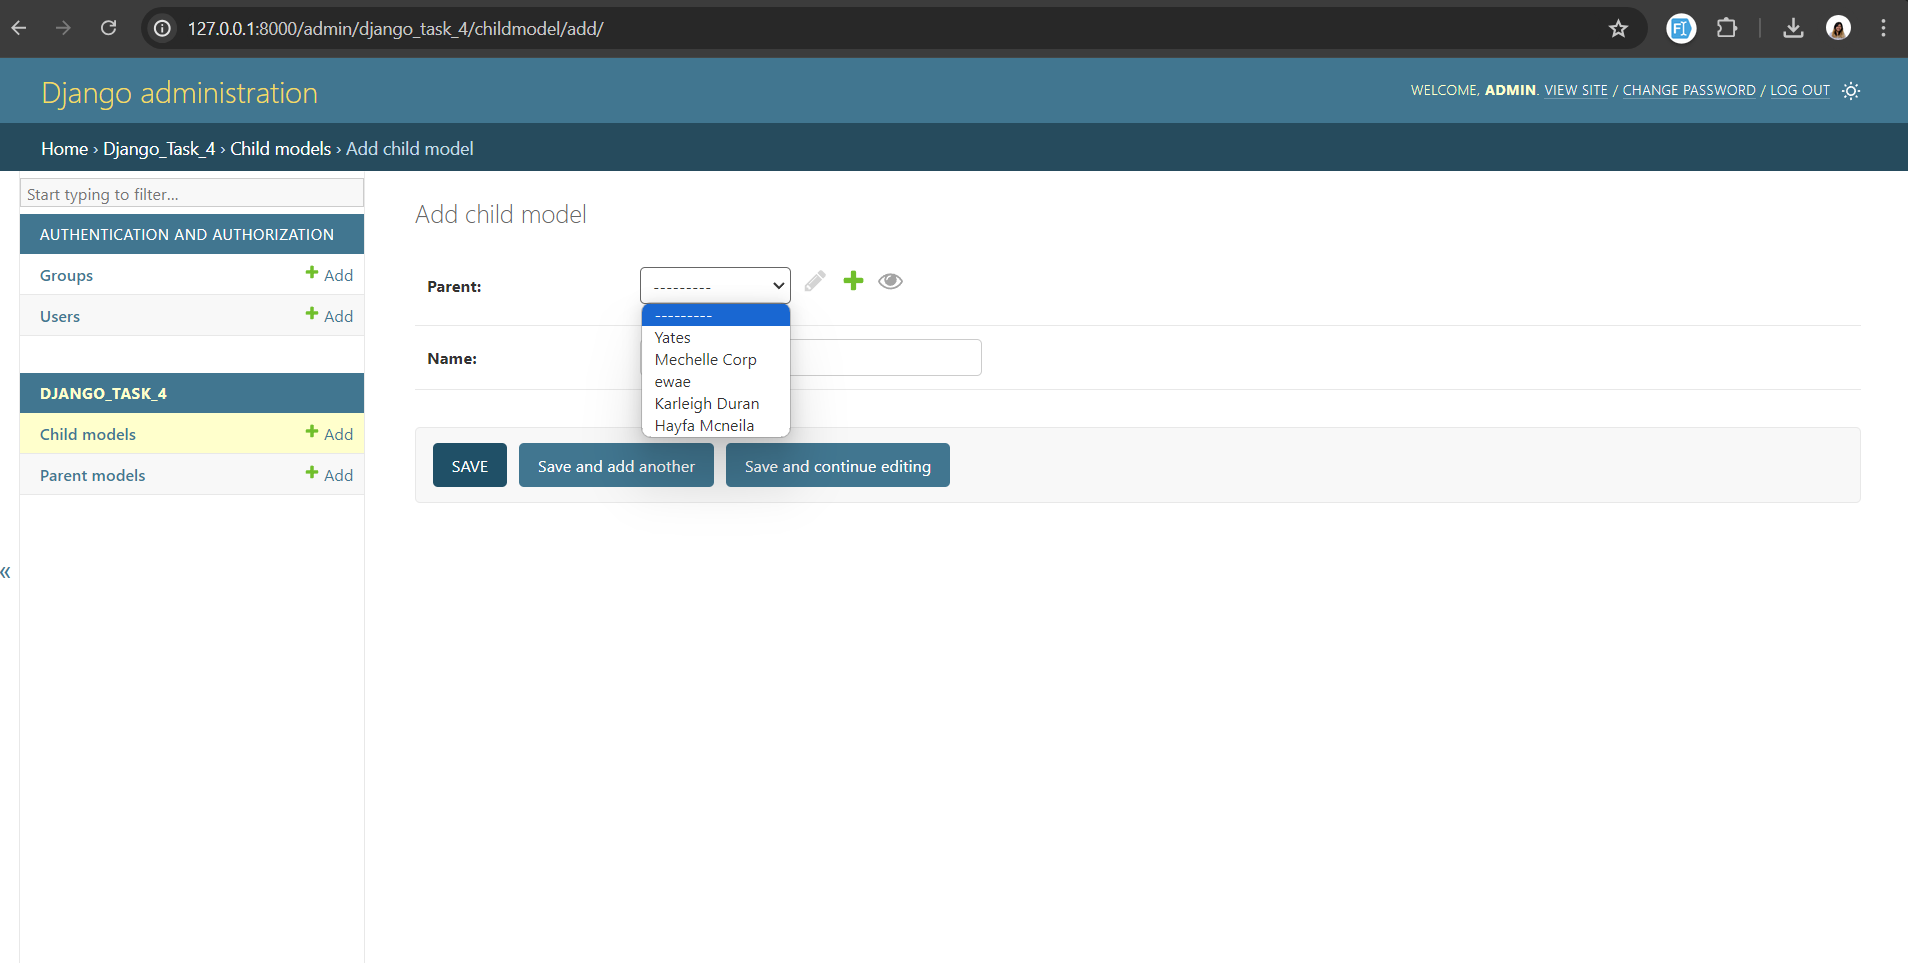 127.0.0.1:8000/admin/django_task_4/childmodel/add/
Django administration
WELCOME, ADMIN. VIEW SITE / CHANGE PASSWORD / LOG OUT
Home › Django_Task_4 › Child models › Add child model
Start typing to filter...
AUTHENTICATION AND AUTHORIZATION
Groups
Add
Users
Add
DJANGO_TASK_4
Child models
Add
Parent models
Add
«
Add child model
Parent:
---------
---------
Yates
Mechelle Corp
ewae
Karleigh Duran
Hayfa Mcneila
Name:
SAVE
Save and add another
Save and continue editing